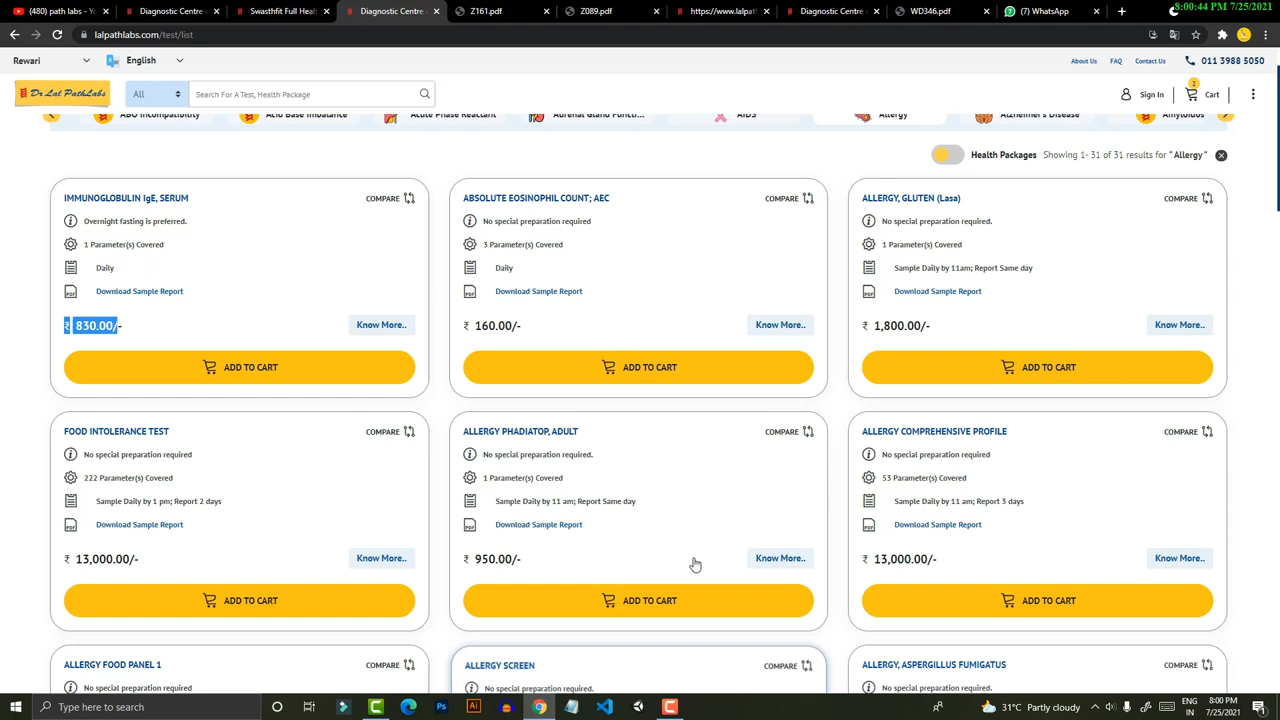 (480) path labs - Yo
Diagnostic Centre
Swasthfit Full Heal
Diagnostic Centre
Z161.pdf
Z089.pdf
https://www.lalpath
Diagnostic Centre
WD346.pdf
(7) WhatsApp
8:00:44 PM 7/25/2021
lalpathlabs.com/test/list
Rewari
English
About Us
FAQ
Contact Us
011 3988 5050
Dr Lal PathLabs
All
Search For A Test, Health Package
Sign In
2
Cart
ABO Incompatibility
Acid Base Imbalance
Acute Phase Reactant
Adrenal Gland Functi...
AIDS
Allergy
Alzheimer's Disease
Amyloidos
Health Packages
Showing 1- 31 of 31 results for " Allergy "
IMMUNOGLOBULIN IgE, SERUM
COMPARE
Overnight fasting is preferred.
1 Parameter(s) Covered
Daily
Download Sample Report
₹ 830.00/-
Know More..
ADD TO CART
ABSOLUTE EOSINOPHIL COUNT; AEC
COMPARE
No special preparation required
3 Parameter(s) Covered
Daily
Download Sample Report
₹ 160.00/-
Know More..
ADD TO CART
ALLERGY, GLUTEN (Lasa)
COMPARE
No special preparation required.
1 Parameter(s) Covered
Sample Daily by 11am; Report Same day
Download Sample Report
₹ 1,800.00/-
Know More..
ADD TO CART
FOOD INTOLERANCE TEST
COMPARE
No special preparation required
222 Parameter(s) Covered
Sample Daily by 1 pm; Report 2 days
Download Sample Report
₹ 13,000.00/-
Know More..
ADD TO CART
ALLERGY PHADIATOP, ADULT
COMPARE
No special preparation required.
1 Parameter(s) Covered
Sample Daily by 11 am; Report Same day
Download Sample Report
₹ 950.00/-
Know More..
ADD TO CART
ALLERGY COMPREHENSIVE PROFILE
COMPARE
No special preparation required
53 Parameter(s) Covered
Sample Daily by 11 am; Report 3 days
Download Sample Report
₹ 13,000.00/-
Know More..
ADD TO CART
ALLERGY FOOD PANEL 1
COMPARE
No special preparation required
ALLERGY SCREEN
COMPARE
No special preparation required.
ALLERGY, ASPERGILLUS FUMIGATUS
COMPARE
No special preparation required.
Type here to search
31°C Partly cloudy
ENG
IN
8:00 PM
7/25/2021